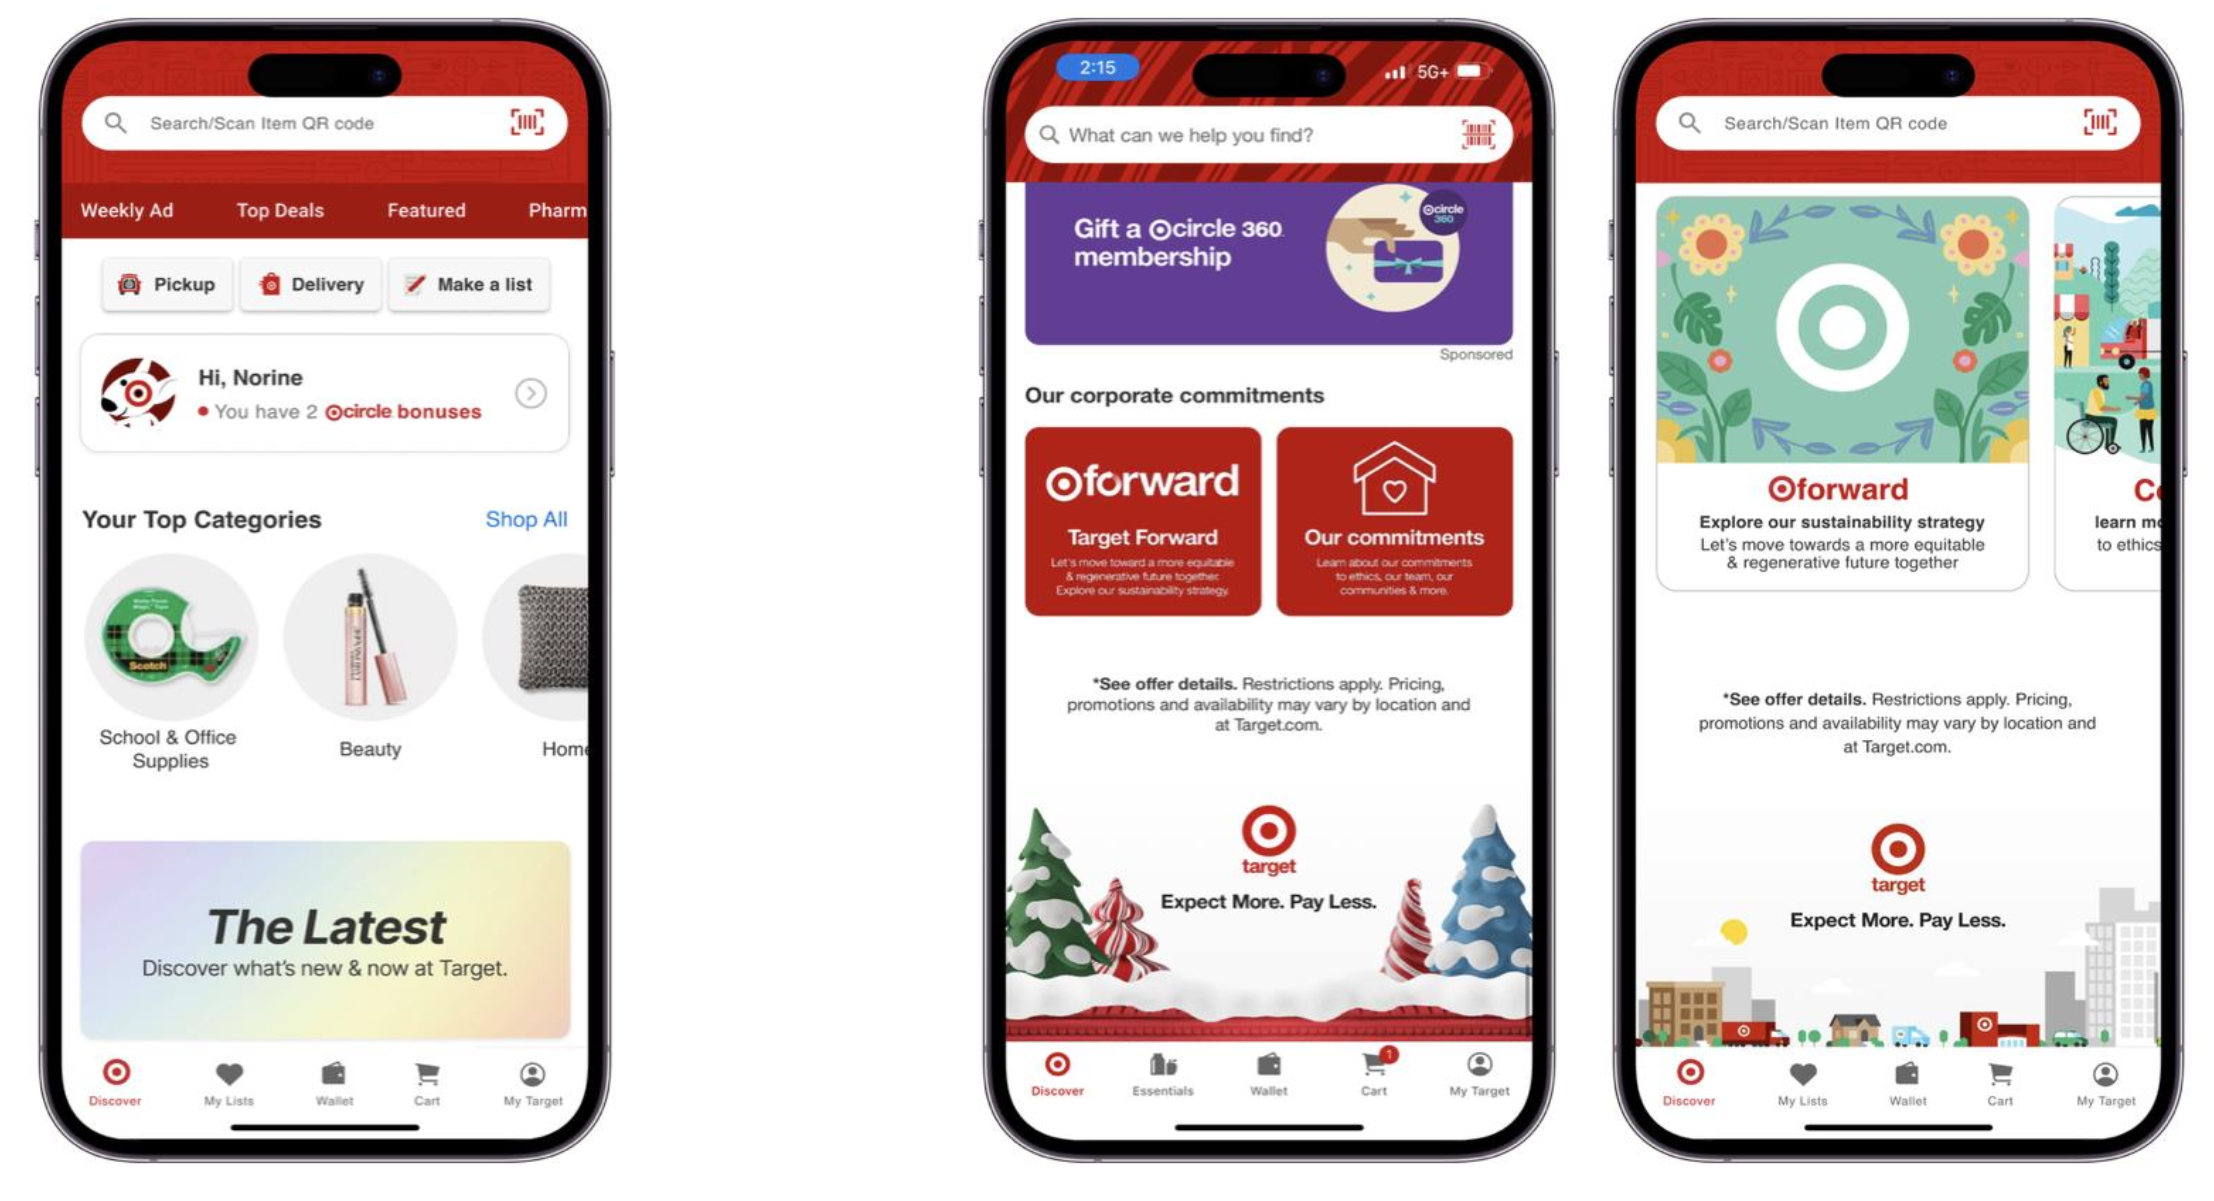 Search/Scan Item QR code
Weekly Ad Top Deals Featured Pharm
Pickup Delivery Make a list
Hi, Norine
• You have 2 circle bonuses
Your Top Categories Shop All
Scotch
School & Office
Supplies
Beauty
Home
The Latest
Discover what's new & now at Target.
Discover My Lists Wallet Cart My Target
2:15 5G+
What can we help you find?
Gift a circle 360
membership
circle
360
Sponsored
Our corporate commitments
forward
Target Forward
Let's move toward a more equitable
& regenerative future together.
Explore our sustainability strategy.
Our commitments
Learn about our commitments
to ethics, our team, our
communities & more.
*See offer details. Restrictions apply. Pricing,
promotions and availability may vary by location and
at Target.com.
target
Expect More. Pay Less.
1
Discover Essentials Wallet Cart My Target
Search/Scan Item QR code
forward
Explore our sustainability strategy
Let's move towards a more equitable
& regenerative future together
learn
to ethics
*See offer details. Restrictions apply. Pricing,
promotions and availability may vary by location and
at Target.com.
target
Expect More. Pay Less.
Discover My Lists Wallet Cart My Target